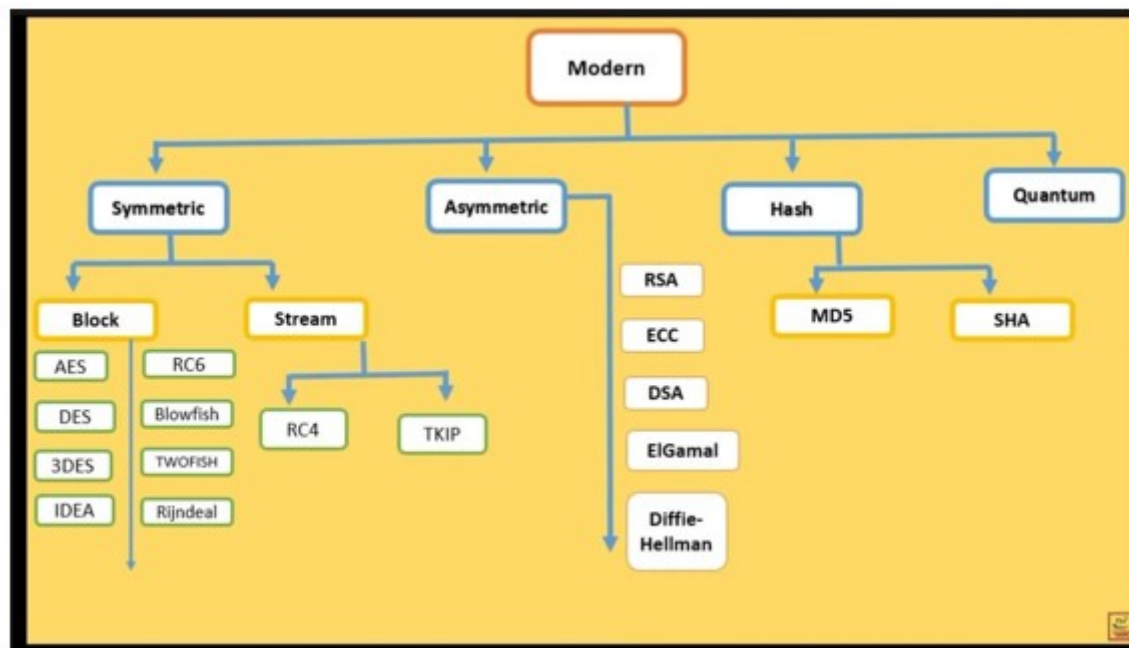 Modern
Symmetric
Asymmetric
Hash
Quantum
Block
Stream
RSA
MD5
SHA
ECC
AES
RC6
DSA
DES
Blowfish
RC4
TKIP
ElGamal
3DES
TWOFISH
IDEA
Rijndeal
Diffie-
Hellman